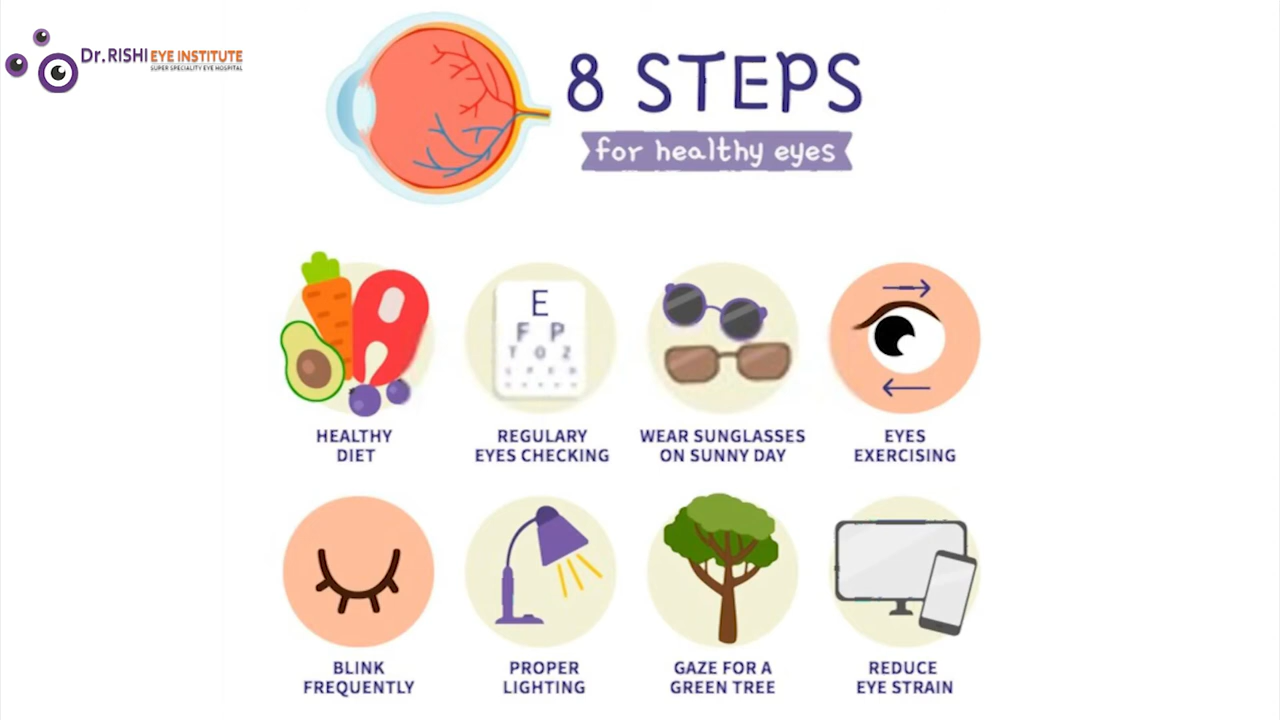 Dr. RISHI EYE INSTITUTE
SUPER SPECIALITY EYE HOSPITAL
8 STEPS
for healthy eyes
E
F P
T O Z
HEALTHY
DIET
REGULARY
EYES CHECKING
WEAR SUNGLASSES
ON SUNNY DAY
EYES
EXERCISING
BLINK
FREQUENTLY
PROPER
LIGHTING
GAZE FOR A
GREEN TREE
REDUCE
EYE STRAIN